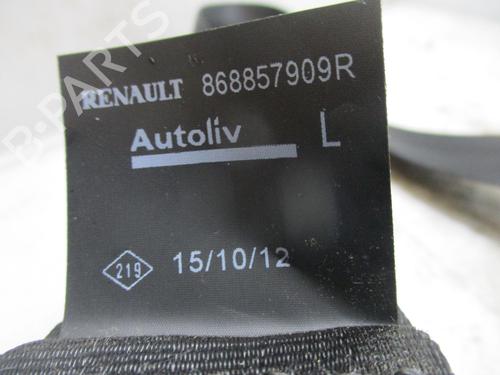 RENAULT 868857909R
Autoliv L
219 15/10/12
B-PARTS